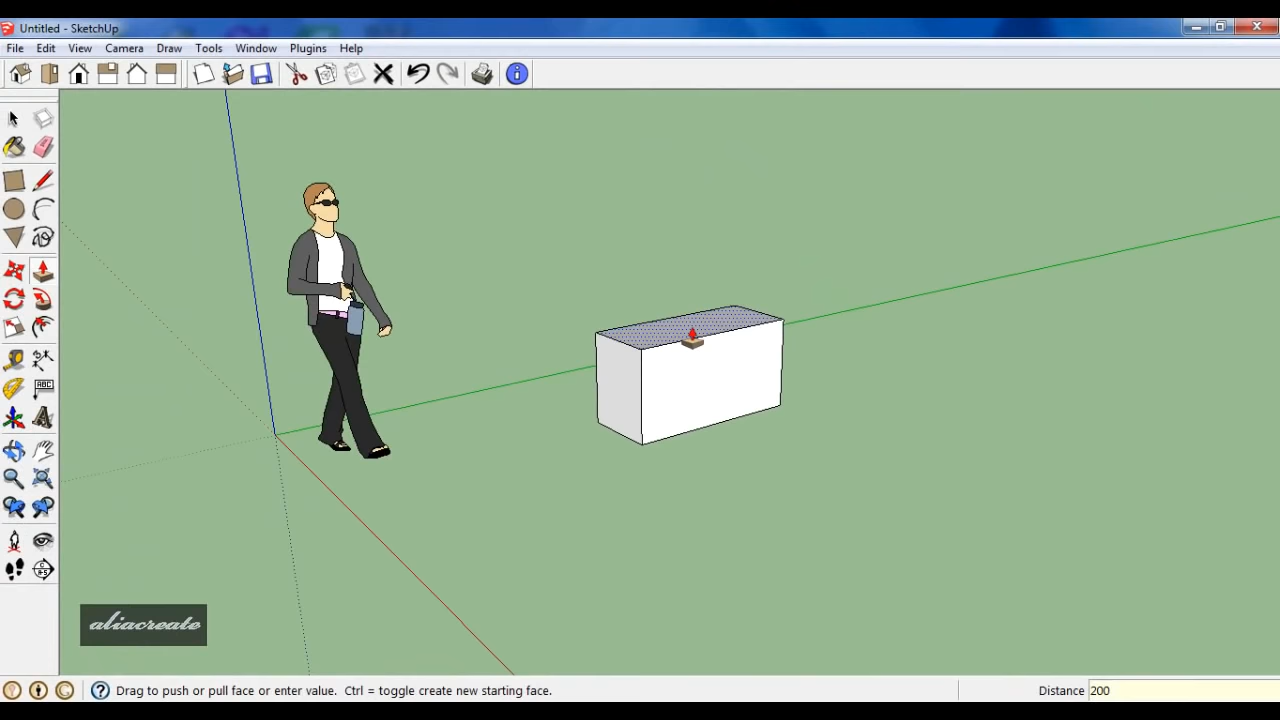 Untitled - SketchUp
File Edit View Camera Draw Tools Window Plugins Help
ABC
aliacreate
Drag to push or pull face or enter value. Ctrl = toggle create new starting face.
Distance 200